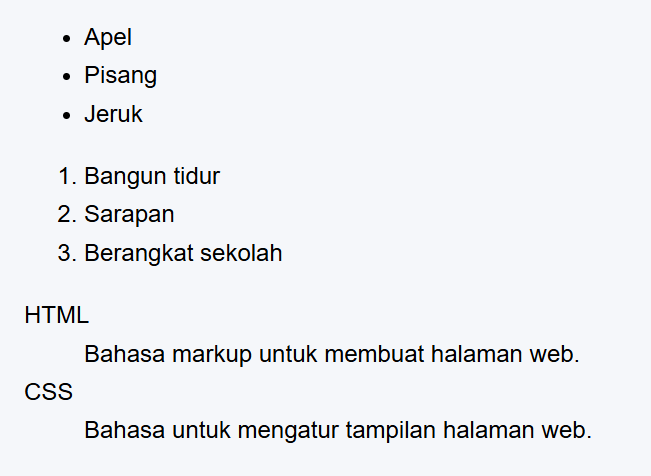 • Apel
• Pisang
• Jeruk
1. Bangun tidur
2. Sarapan
3. Berangkat sekolah
HTML
Bahasa markup untuk membuat halaman web.
CSS
Bahasa untuk mengatur tampilan halaman web.